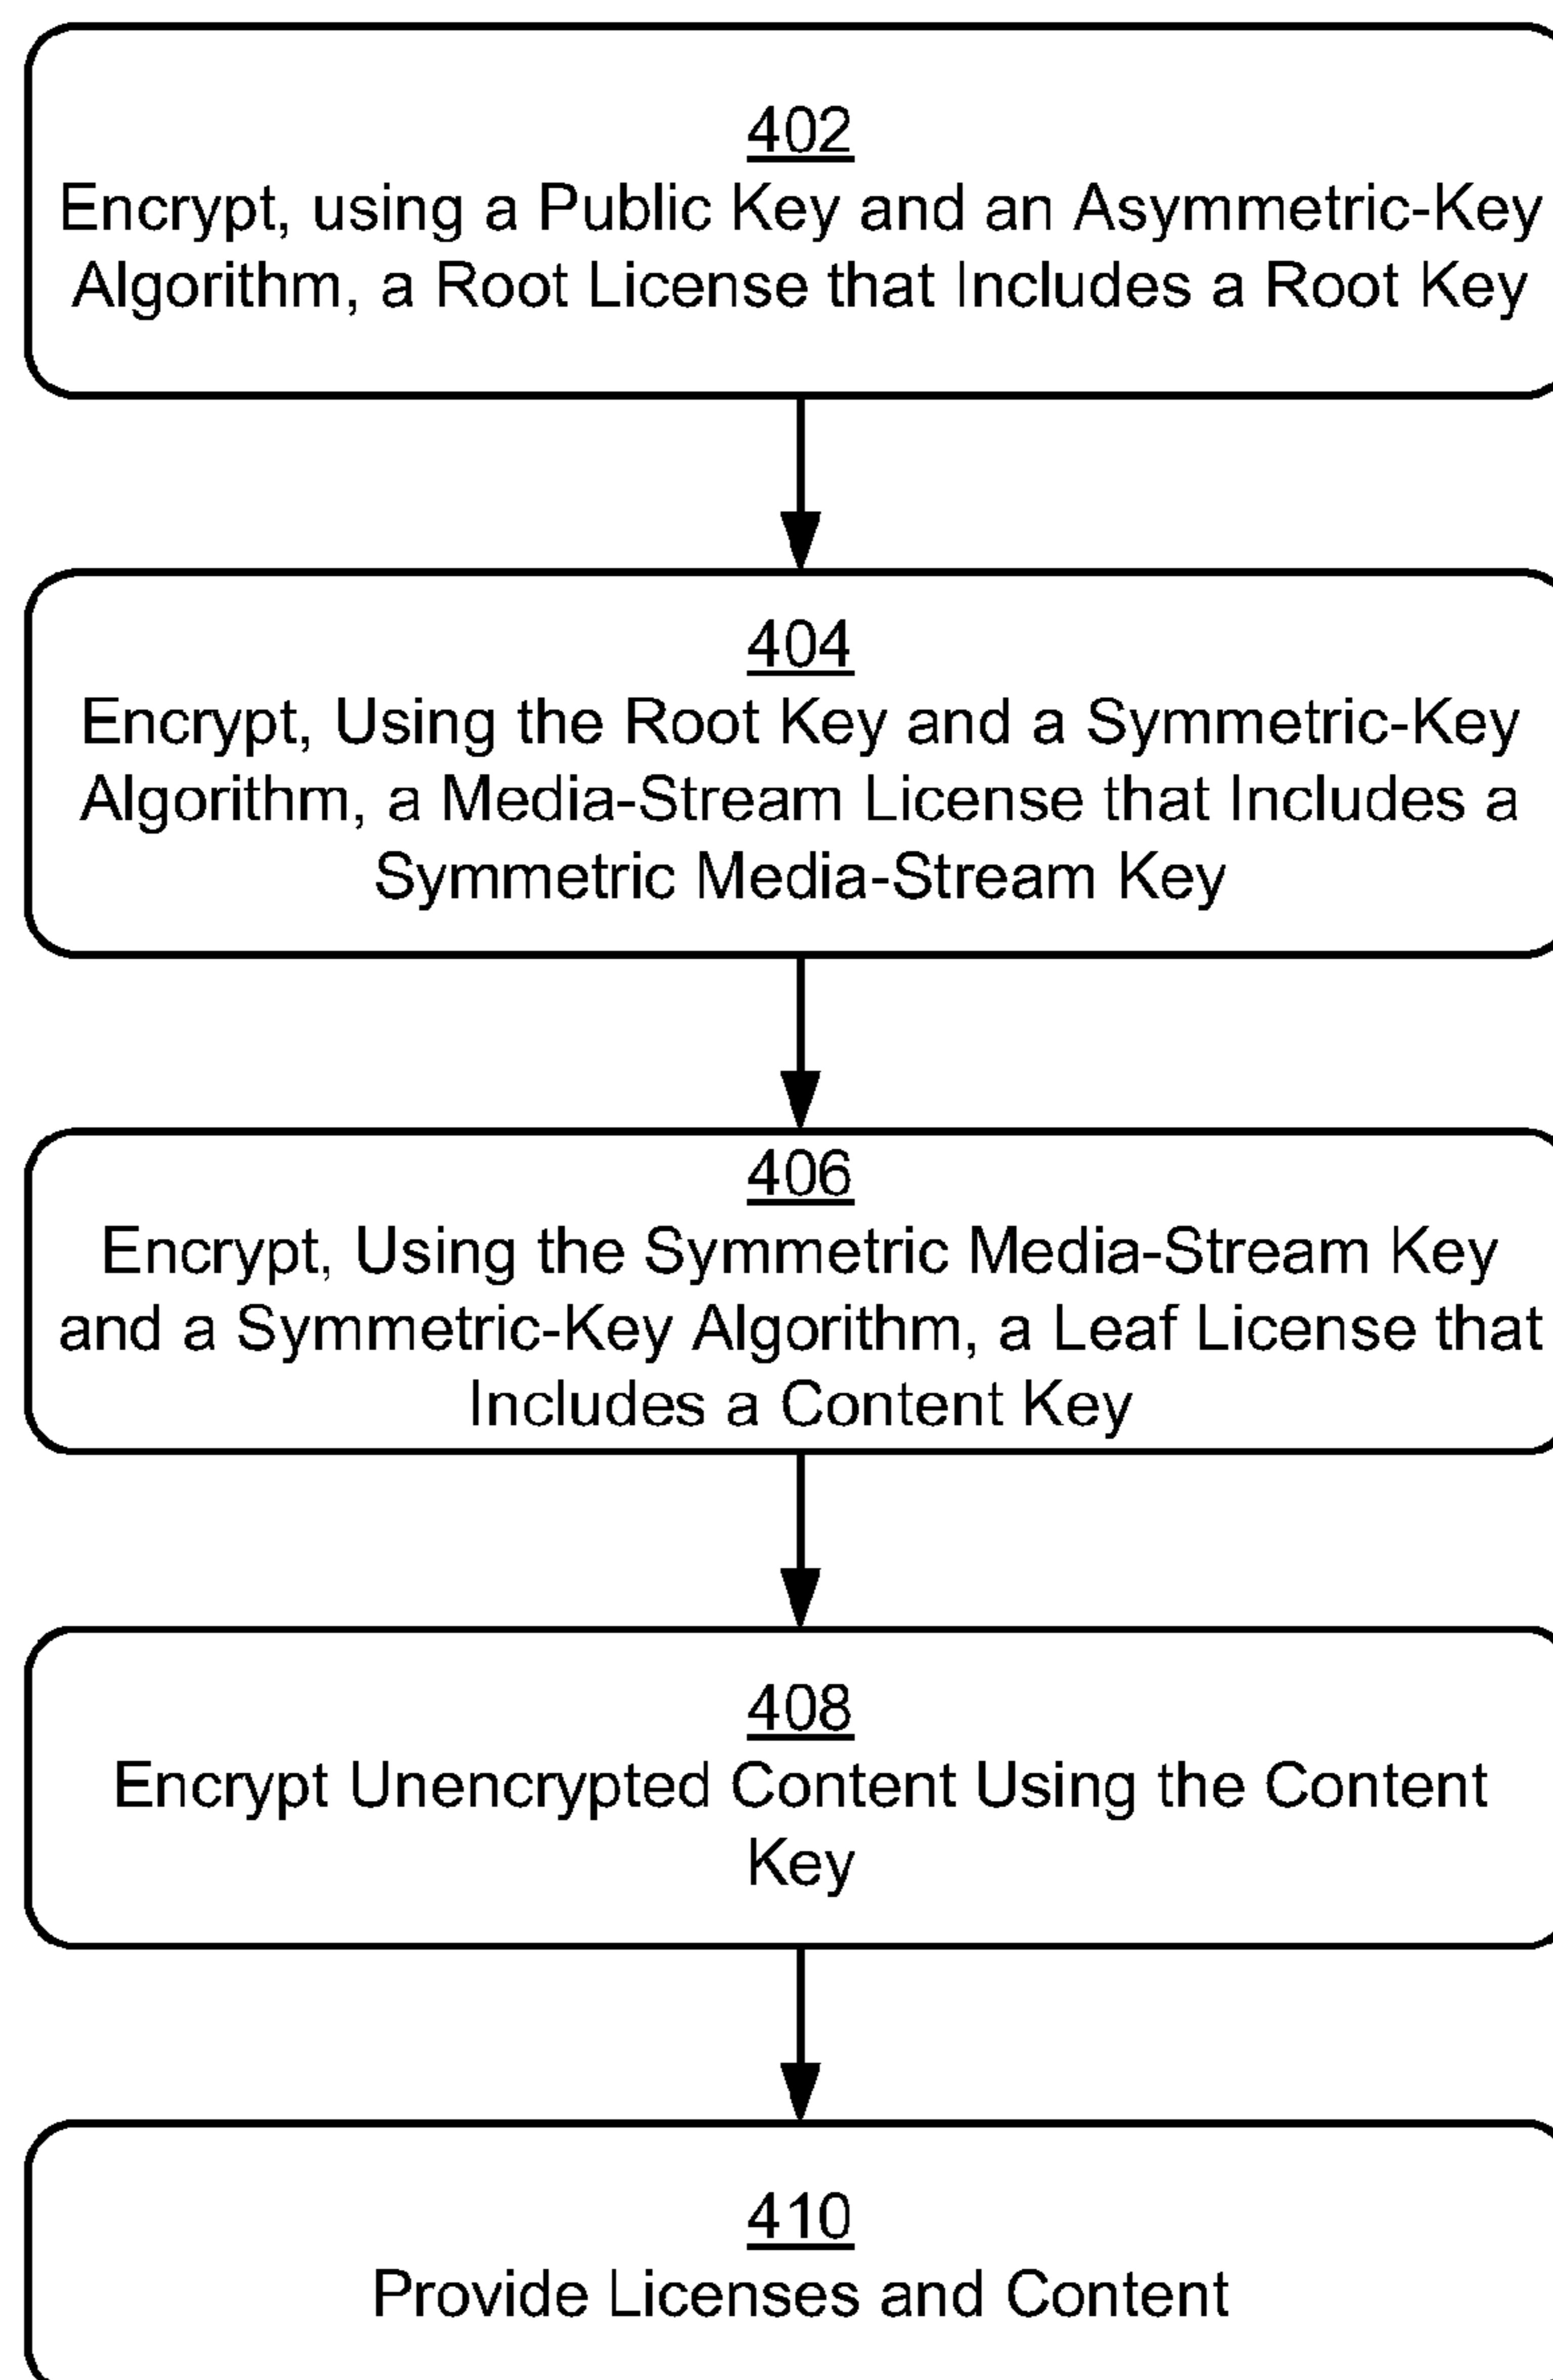 402
Encrypt, using a Public Key and an Asymmetric-Key
Algorithm, a Root License that Includes a Root Key
404
Encrypt, Using the Root Key and a Symmetric-Key
Algorithm, a Media-Stream License that Includes a
Symmetric Media-Stream Key
406
Encrypt, Using the Symmetric Media-Stream Key
and a Symmetric-Key Algorithm, a Leaf License that
Includes a Content Key
408
Encrypt Unencrypted Content Using the Content
Key
410
Provide Licenses and Content